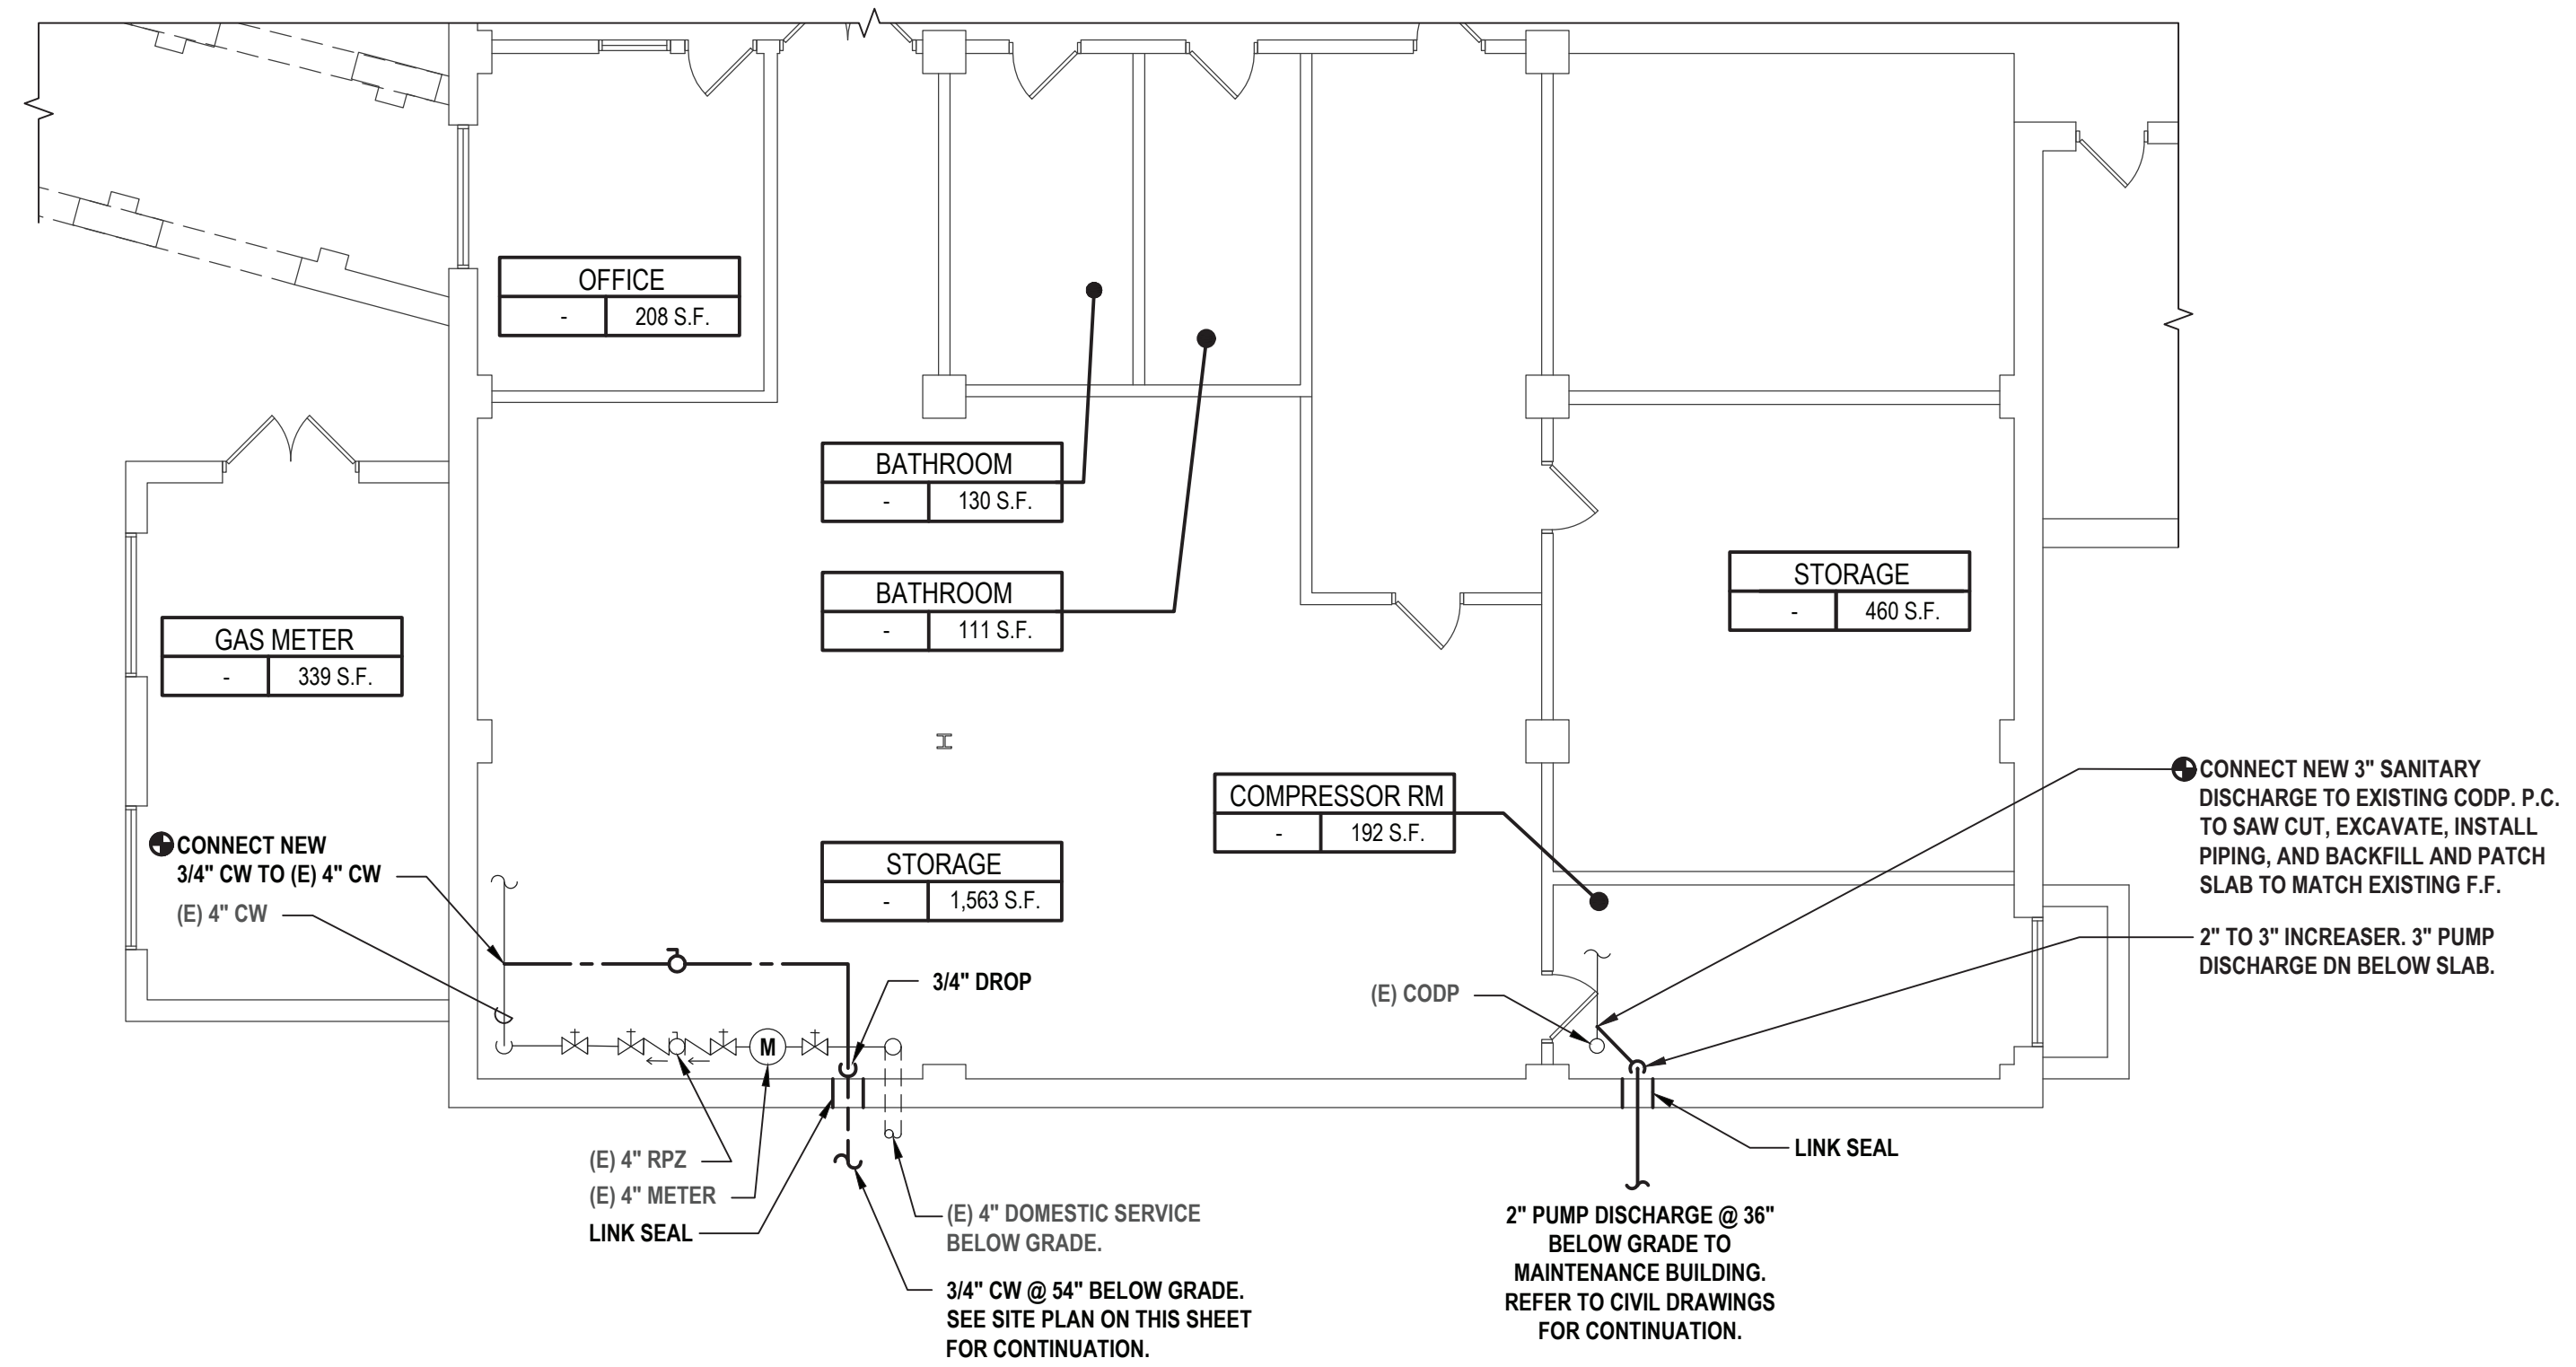 OFFICE
- 208 S.F.
BATHROOM
- 130 S.F.
BATHROOM
- 111 S.F.
STORAGE
- 460 S.F.
GAS METER
- 339 S.F.
COMPRESSOR RM
- 192 S.F.
STORAGE
- 1,563 S.F.
CONNECT NEW
3/4" CW TO (E) 4" CW
(E) 4" CW
CONNECT NEW 3" SANITARY
DISCHARGE TO EXISTING CODP. P.C.
TO SAW CUT, EXCAVATE, INSTALL
PIPING, AND BACKFILL AND PATCH
SLAB TO MATCH EXISTING F.F.
2" TO 3" INCREASER. 3" PUMP
DISCHARGE DN BELOW SLAB.
3/4" DROP
(E) CODP
M
(E) 4" RPZ
(E) 4" METER
LINK SEAL
(E) 4" DOMESTIC SERVICE
BELOW GRADE.
3/4" CW @ 54" BELOW GRADE.
SEE SITE PLAN ON THIS SHEET
FOR CONTINUATION.
LINK SEAL
2" PUMP DISCHARGE @ 36"
BELOW GRADE TO
MAINTENANCE BUILDING.
REFER TO CIVIL DRAWINGS
FOR CONTINUATION.